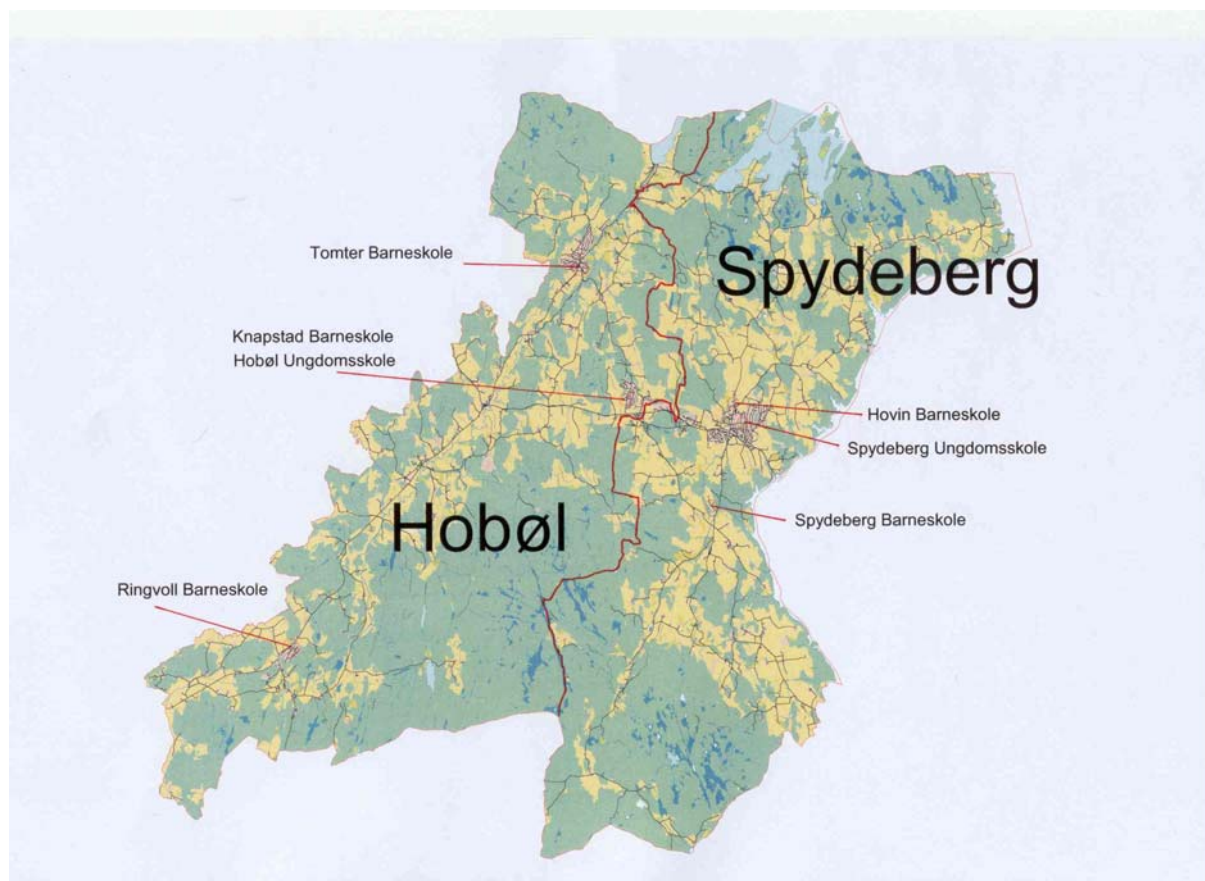 Spydeberg
Tomter Barneskole
Knapstad Barneskole
Hobøl Ungdomsskole
Hovin Barneskole
Spydeberg Ungdomsskole
Hobøl
Spydeberg Barneskole
Ringvoll Barneskole